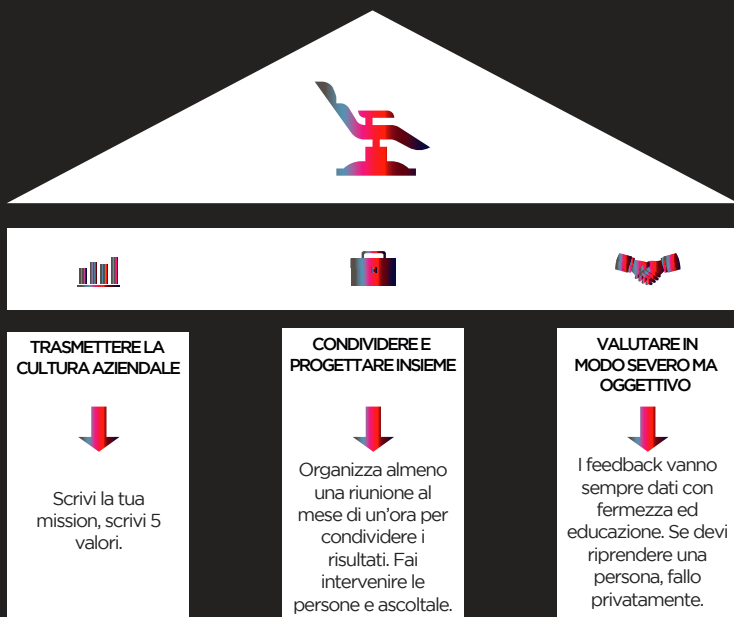 TRASMETTERE LA
CULTURA AZIENDALE
Scrivi la tua
mission, scrivi 5
valori.
CONDIVIDERE E
PROGETTARE INSIEME
Organizza almeno
una riunione al
mese di un'ora per
condividere i
risultati. Fai
intervenire le
persone e ascoltale.
VALUTARE IN
MODO SEVERO MA
OGGETTIVO
I feedback vanno
sempre dati con
fermezza ed
educazione. Se devi
riprendere una
persona, fallo
privatamente.